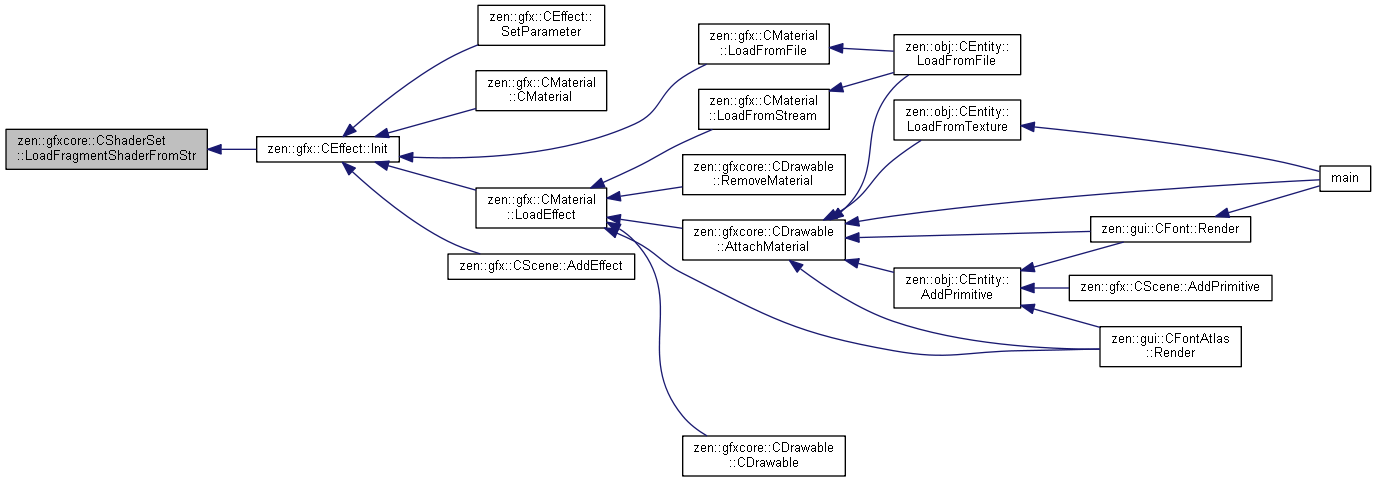 zen::gfxcore::CShaderSet
::LoadFragmentShaderFromStr
zen::gfx::CEffect::Init
zen::gfx::CEffect::
SetParameter
zen::gfx::CMaterial
::CMaterial
zen::gfx::CMaterial
::LoadEffect
zen::gfx::CScene::AddEffect
zen::gfx::CMaterial
::LoadFromFile
zen::gfx::CMaterial
::LoadFromStream
zen::gfxcore::CDrawable
::RemoveMaterial
zen::gfxcore::CDrawable
::AttachMaterial
zen::gfxcore::CDrawable
::CDrawable
zen::obj::CEntity::
LoadFromFile
zen::obj::CEntity::
LoadFromTexture
zen::obj::CEntity::
AddPrimitive
zen::gui::CFont::Render
zen::gfx::CScene::AddPrimitive
zen::gui::CFontAtlas
::Render
main